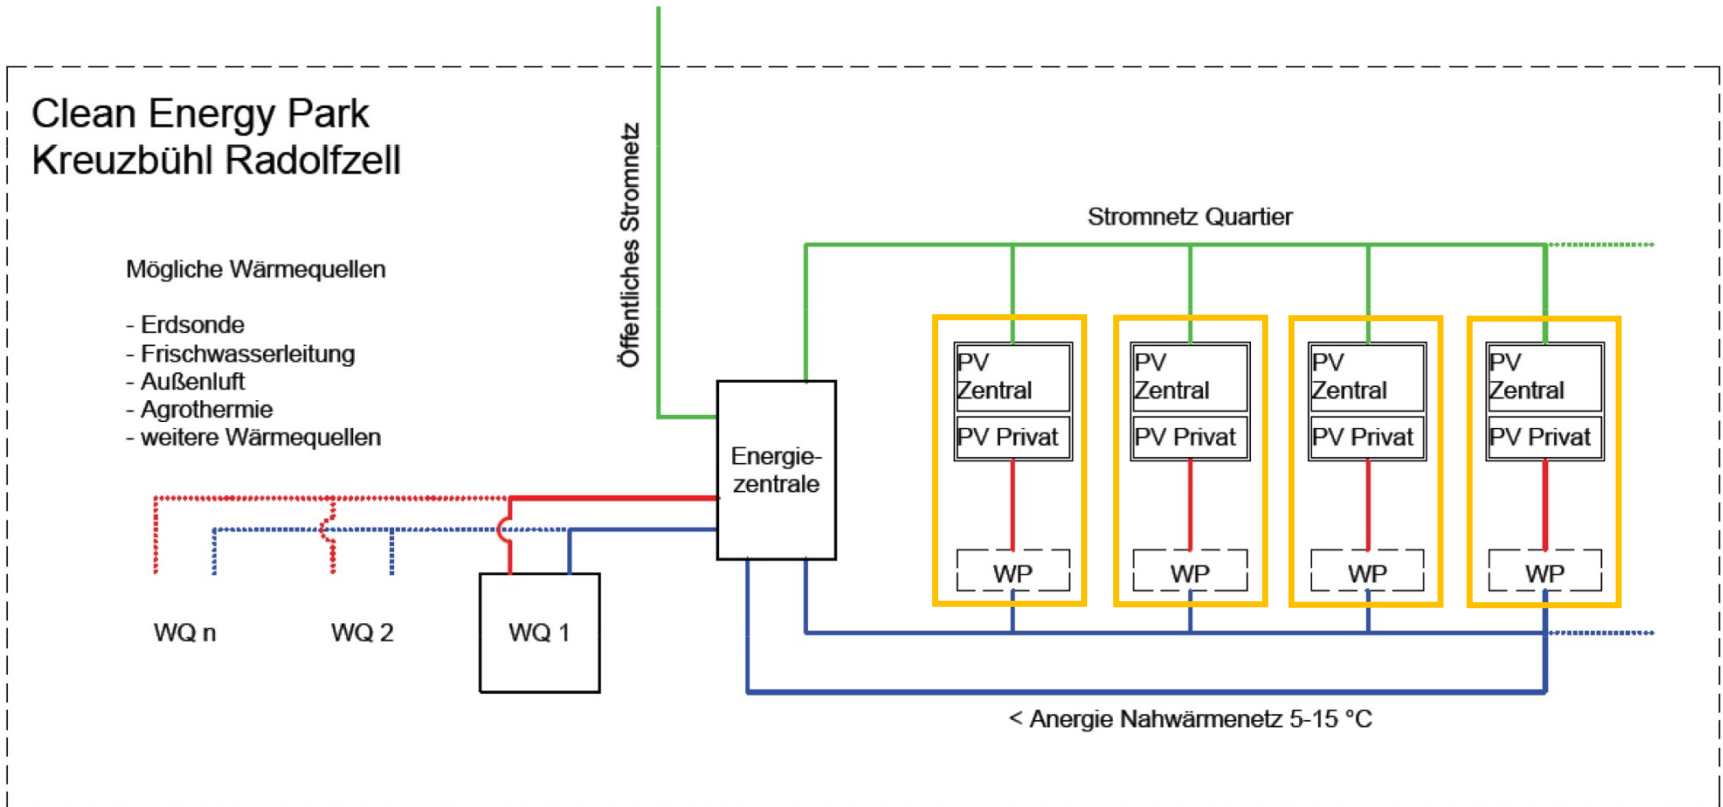 Clean Energy Park
Kreuzbühl Radolfzell
Öffentliches Stromnetz
Stromnetz Quartier
Mögliche Wärmequellen
- Erdsonde
- Frischwasserleitung
- Außenluft
- Agrothermie
- weitere Wärmequellen
PV
Zentral
PV Privat
PV
Zentral
PV Privat
PV
Zentral
PV Privat
PV
Zentral
PV Privat
Energie-
zentrale
WP
WP
WP
WP
WQ n
WQ 2
WQ 1
< Anergie Nahwärmenetz 5-15 °C